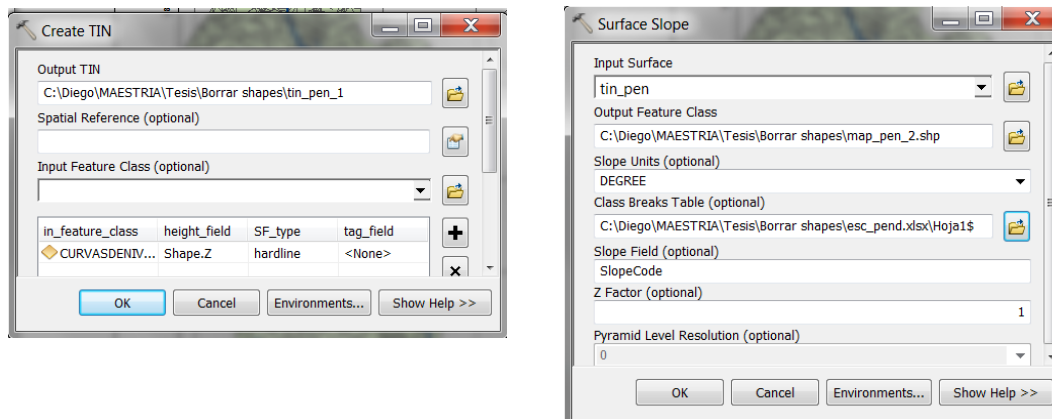 Create TIN
Output TIN
C:\Diego\MAESTRIA\Tesis\Borrar shapes\tin_pen_1
Spatial Reference (optional)
Input Feature Class (optional)
in_feature_class height_field SF_type tag_field
CURVASDENIV... Shape.Z hardline <None>
OK Cancel Environments... Show Help >>
Surface Slope
Input Surface
tin_pen
Output Feature Class
C:\Diego\MAESTRIA\Tesis\Borrar shapes\map_pen_2.shp
Slope Units (optional)
DEGREE
Class Breaks Table (optional)
C:\Diego\MAESTRIA\Tesis\Borrar shapes\esc_pend.xlsx\Hoja1$
Slope Field (optional)
SlopeCode
Z Factor (optional)
1
Pyramid Level Resolution (optional)
0
OK Cancel Environments... Show Help >>